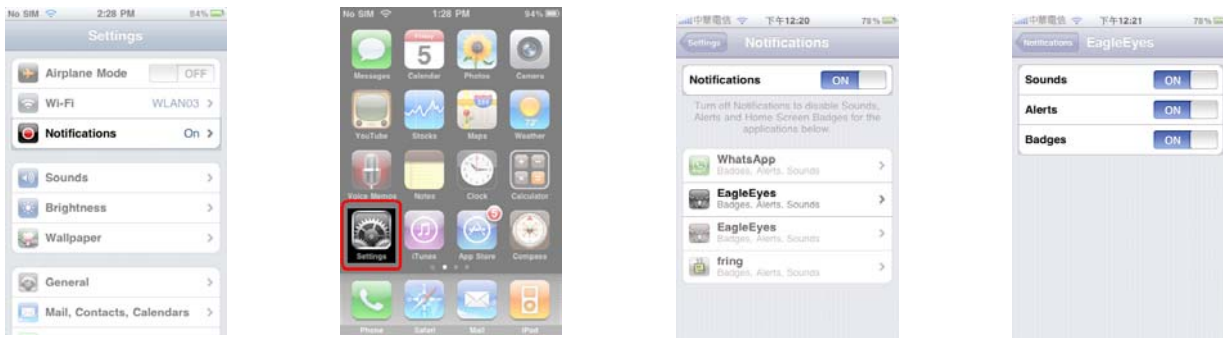 No SIM 2:28 PM 84%
Settings
Airplane Mode OFF
Wi-Fi WLAN03
Notifications On
Sounds
Brightness
Wallpaper
General
Mail, Contacts, Calendars
No SIM 1:28 PM 94%
Friday
5
Messages Calendar Photos Camera
YouTube Stocks Maps Weather
Voice Memos Notes Clock Calculator
5
Settings iTunes App Store Compass
Phone Safari Mail iPod
中華電信 下午12:20 78%
Settings Notifications
Notifications ON
Turn off Notifications to disable Sounds,
Alerts and Home Screen Badges for the
applications below.
WhatsApp
Badges, Alerts, Sounds
EagleEyes
Badges, Alerts, Sounds
EagleEyes
Badges, Alerts, Sounds
fring
Badges, Alerts, Sounds
中華電信 下午12:21 78%
Notifications EagleEyes
Sounds ON
Alerts ON
Badges ON